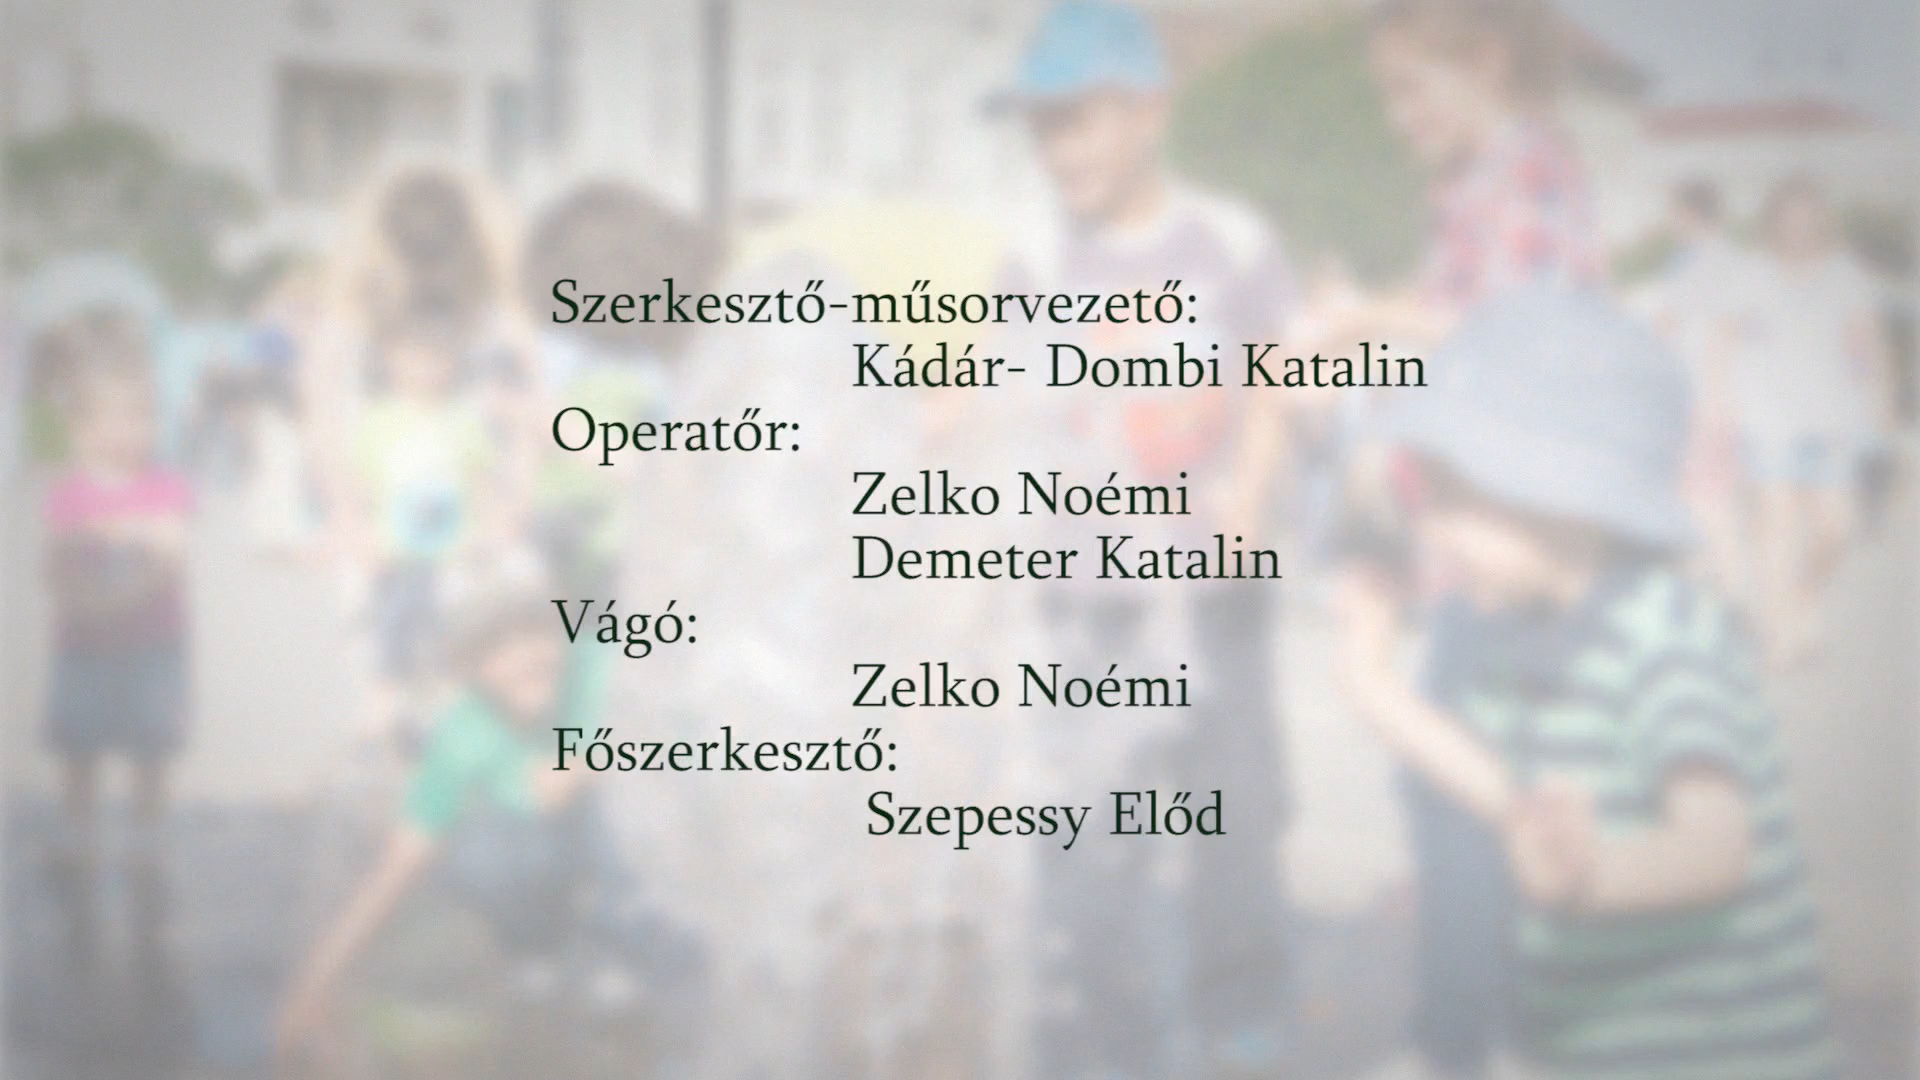 Szerkesztő-műsorvezető:
Kádár- Dombi Katalin
Operatőr:
Zelko Noémi
Demeter Katalin
Vágó:
Zelko Noémi
Főszerkesztő:
Szepessy Előd